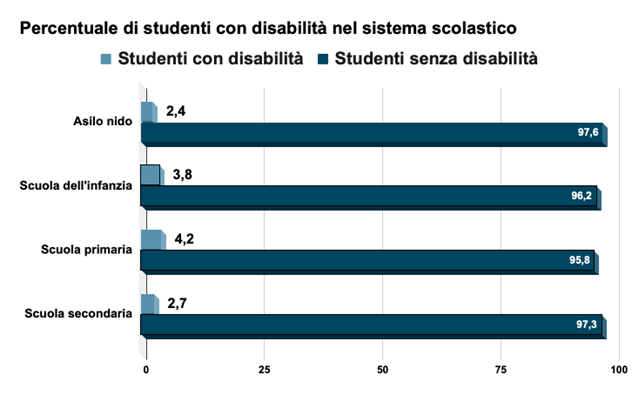 Percentuale di studenti con disabilità nel sistema scolastico
Studenti con disabilità Studenti senza disabilità
Asilo nido 2,4
97,6
Scuola dell'infanzia 3,8
96,2
Scuola primaria 4,2
95,8
Scuola secondaria 2,7
97,3
0 25 50 75 100